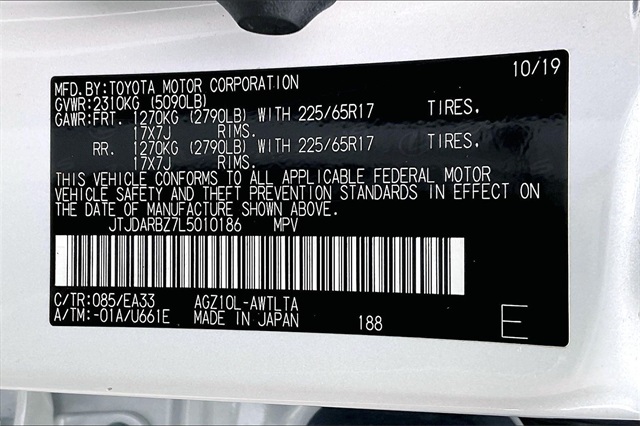 MFD.BY:TOYOTA MOTOR CORPORATION 10/19
GVWR:2310KG (5090LB)
GAWR:FRT. 1270KG (2790LB) WITH 225/65R17 TIRES,
17X7J RIMS.
RR. 1270KG (2790LB) WITH 225/65R17 TIRES,
17X7J RIMS.
THIS VEHICLE CONFORMS TO ALL APPLICABLE FEDERAL MOTOR
VEHICLE SAFETY AND THEFT PREVENTION STANDARDS IN EFFECT ON
THE DATE OF MANUFACTURE SHOWN ABOVE.
JTJDARBZ7L5010186 MPV
C/TR:085/EA33 AGZ10L-AWTLTA
A/TM:-01A/U661E MADE IN JAPAN 188 E